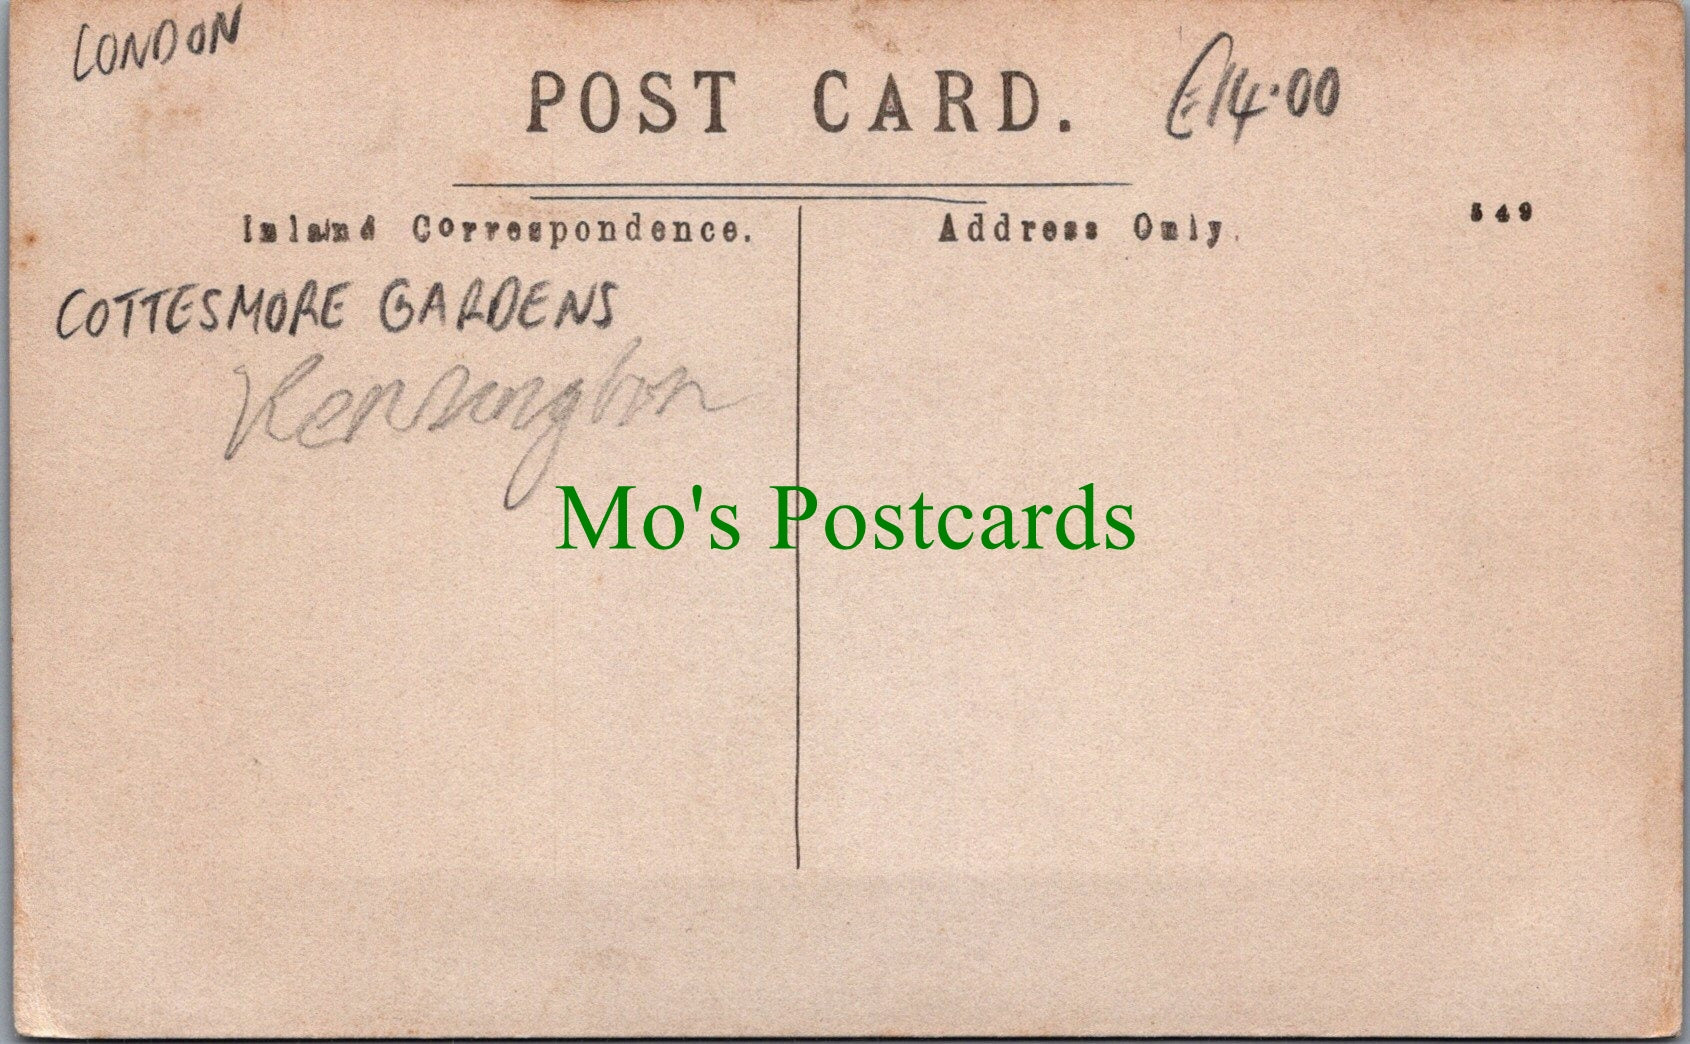 LONDON
POST CARD.
£14.00
Inland Correspondence.
Address Only.
549
COTTESMORE GARDENS
Kensington
Mo's Postcards